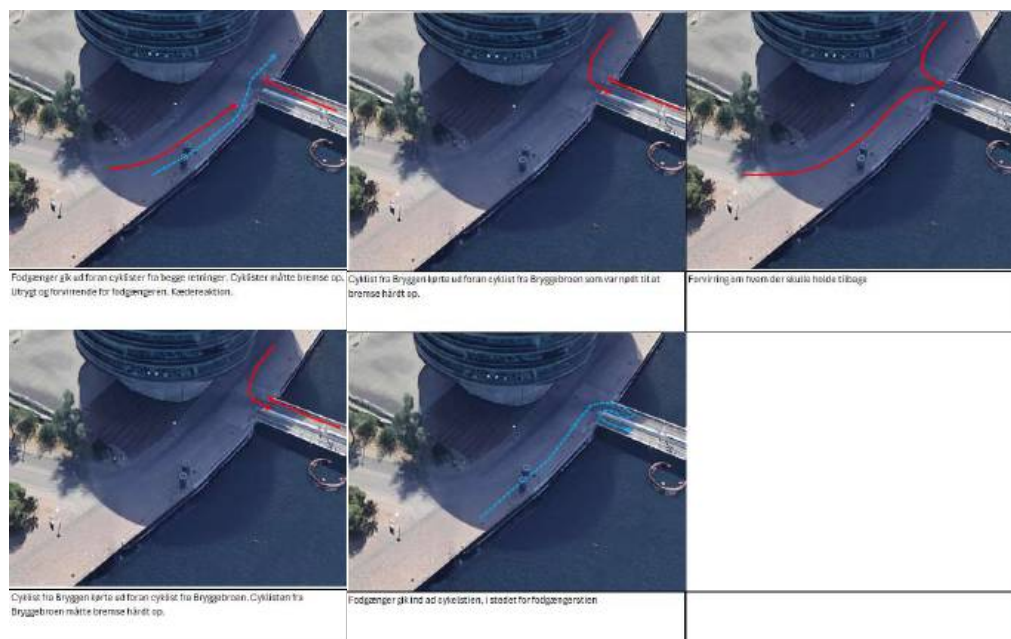 Fodgænger gik ud foran cyklister fra begge retninger. Cyklister måtte bremse op.
Utrygt og forvirrende for fodgængeren. Kædereaktion.
Cyklist fra Bryggen kørte ud foran cyklist fra Bryggebroen som var nødt til at
bremse hårdt op.
Forvirring om hvem der skulle holde tilbage
Cyklist fra Bryggen kørte ud foran cyklist fra Bryggebroen. Cyklisten fra
Bryggebroen måtte bremse hårdt op.
Fodgænger gik ind ad cykelstien, i stedet for fodgængerstien